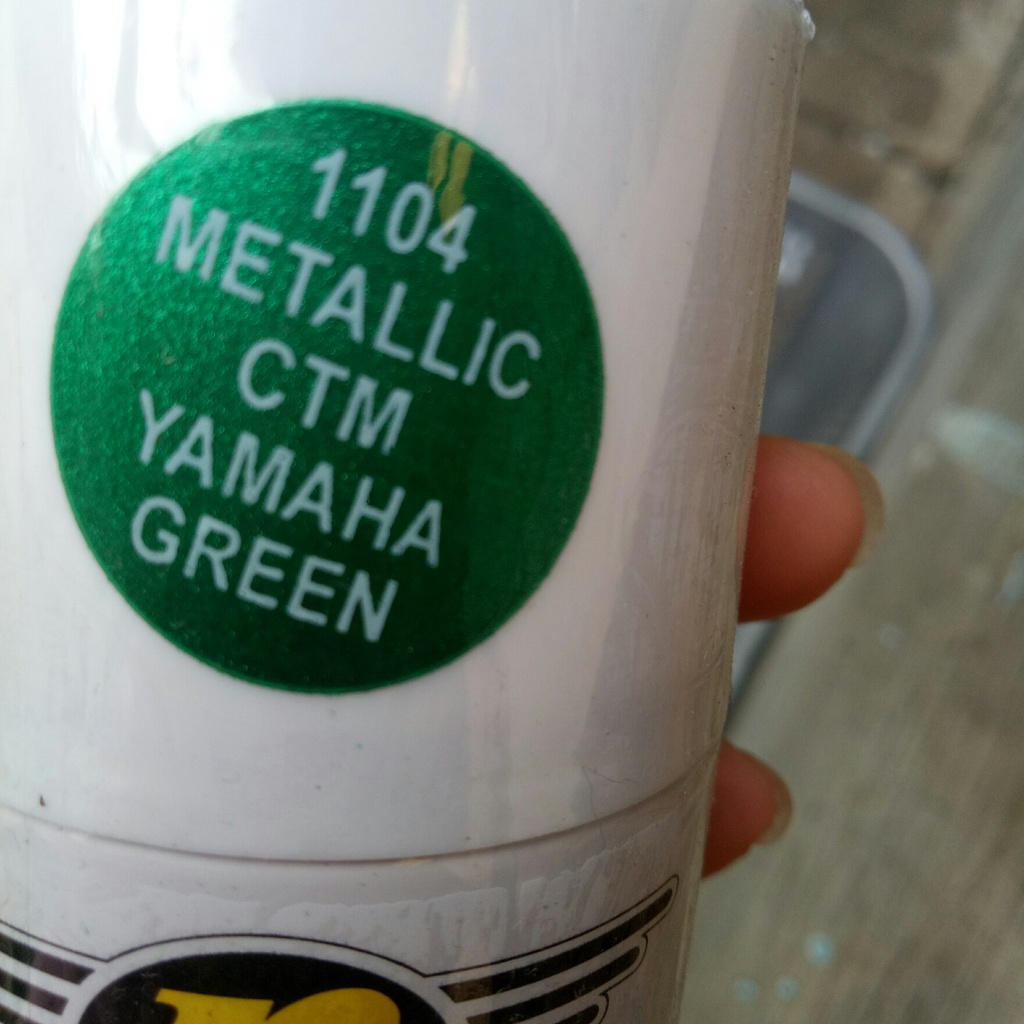 1104
METALLIC
CTM
YAMAHA
GREEN